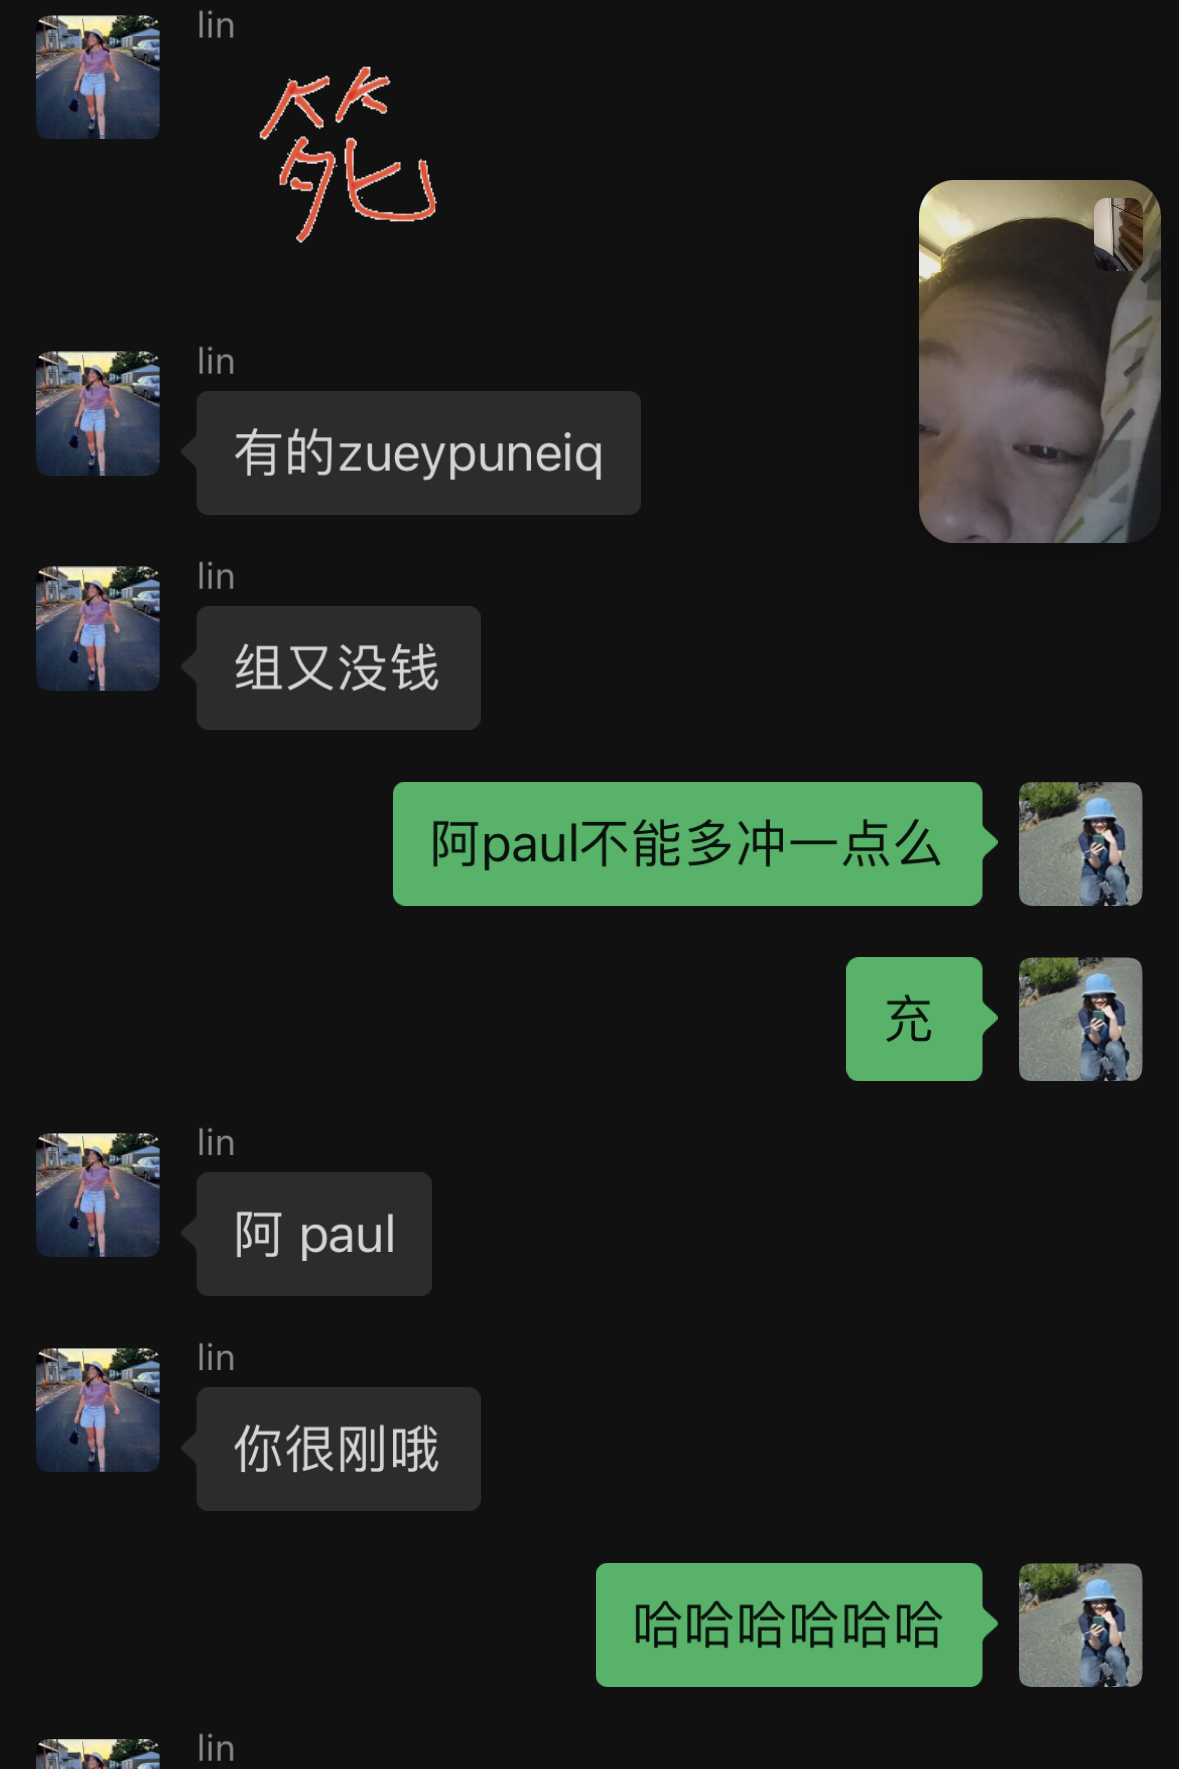 lin
lin
有的zueypuneiq
lin
组又没钱
阿paul不能多冲一点么
充
lin
阿 paul
lin
你很刚哦
哈哈哈哈哈哈
lin